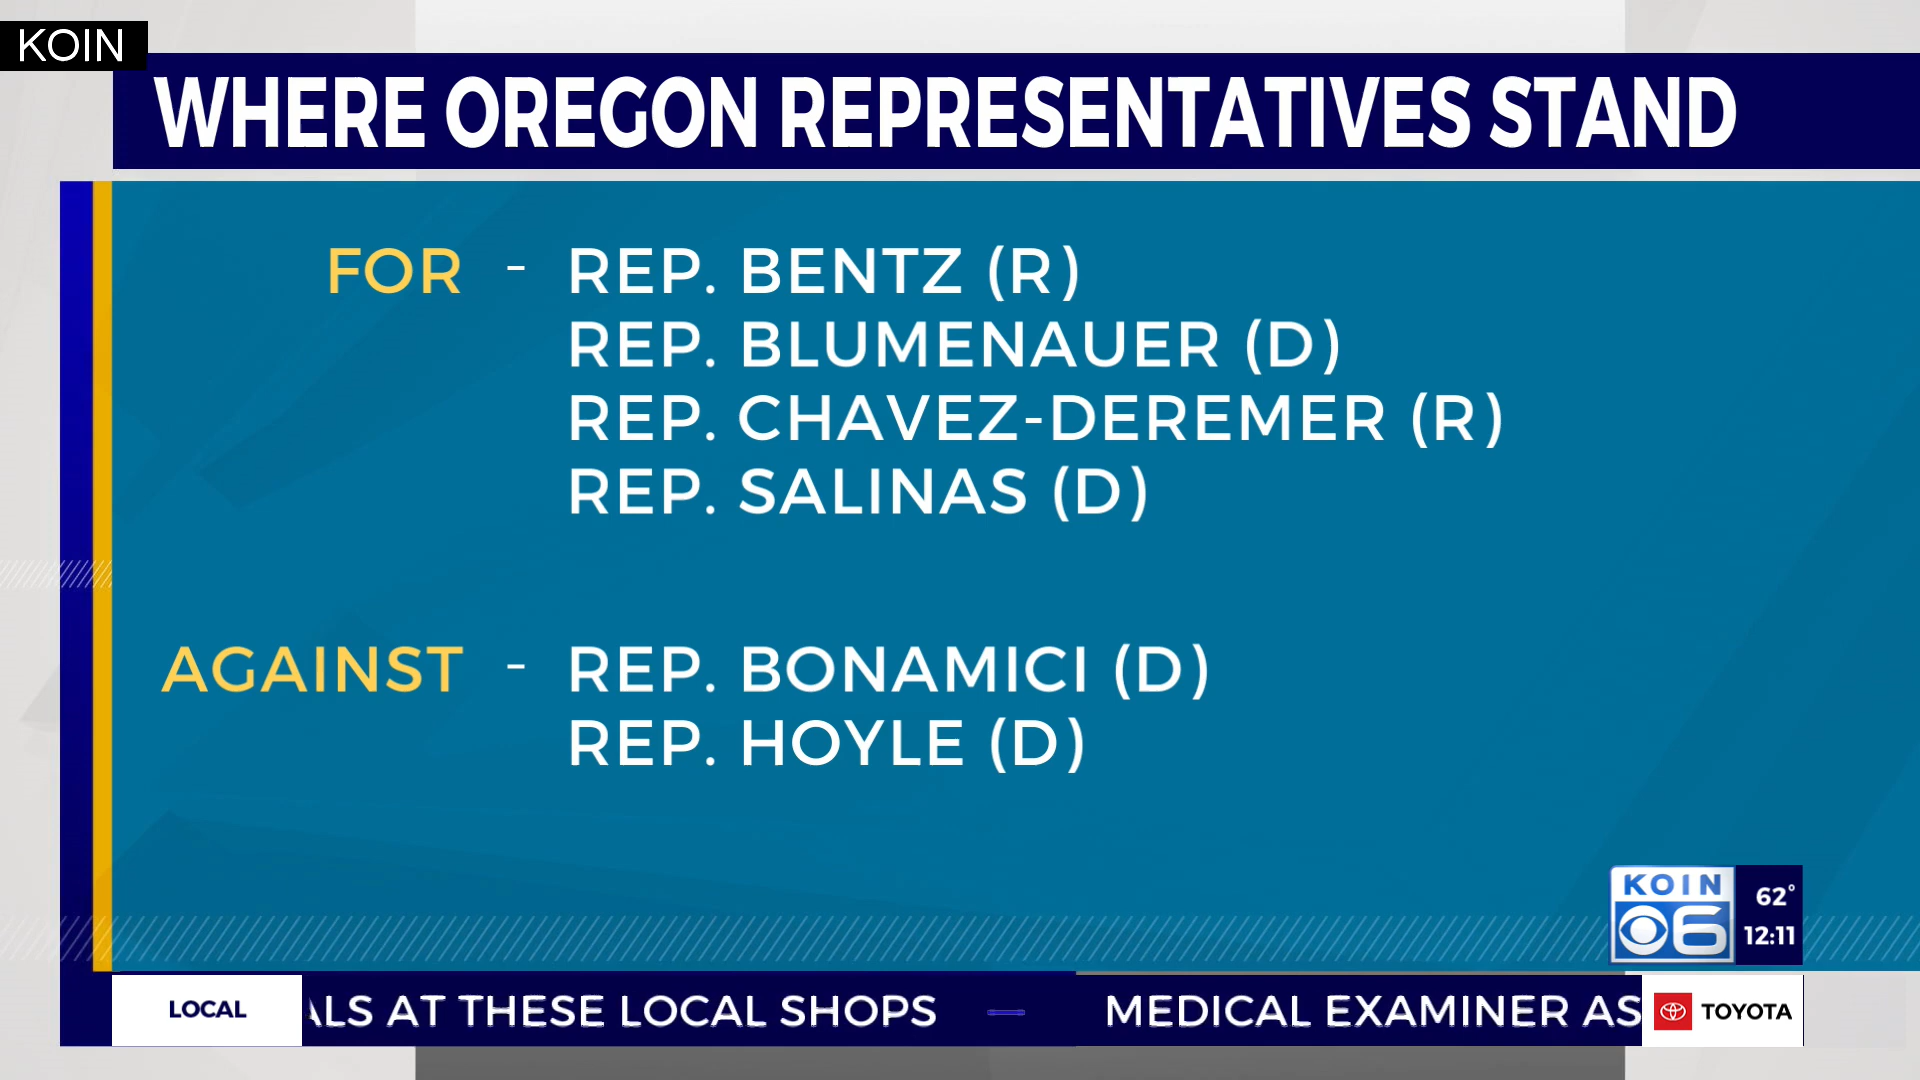 KOIN
WHERE OREGON REPRESENTATIVES STAND
FOR - REP. BENTZ (R)
REP. BLUMENAUER (D)
REP. CHAVEZ-DEREMER (R)
REP. SALINAS (D)
AGAINST - REP. BONAMICI (D)
REP. HOYLE (D)
KOIN
6
62°
12:11
LOCAL
ALS AT THESE LOCAL SHOPS — MEDICAL EXAMINER AS
TOYOTA